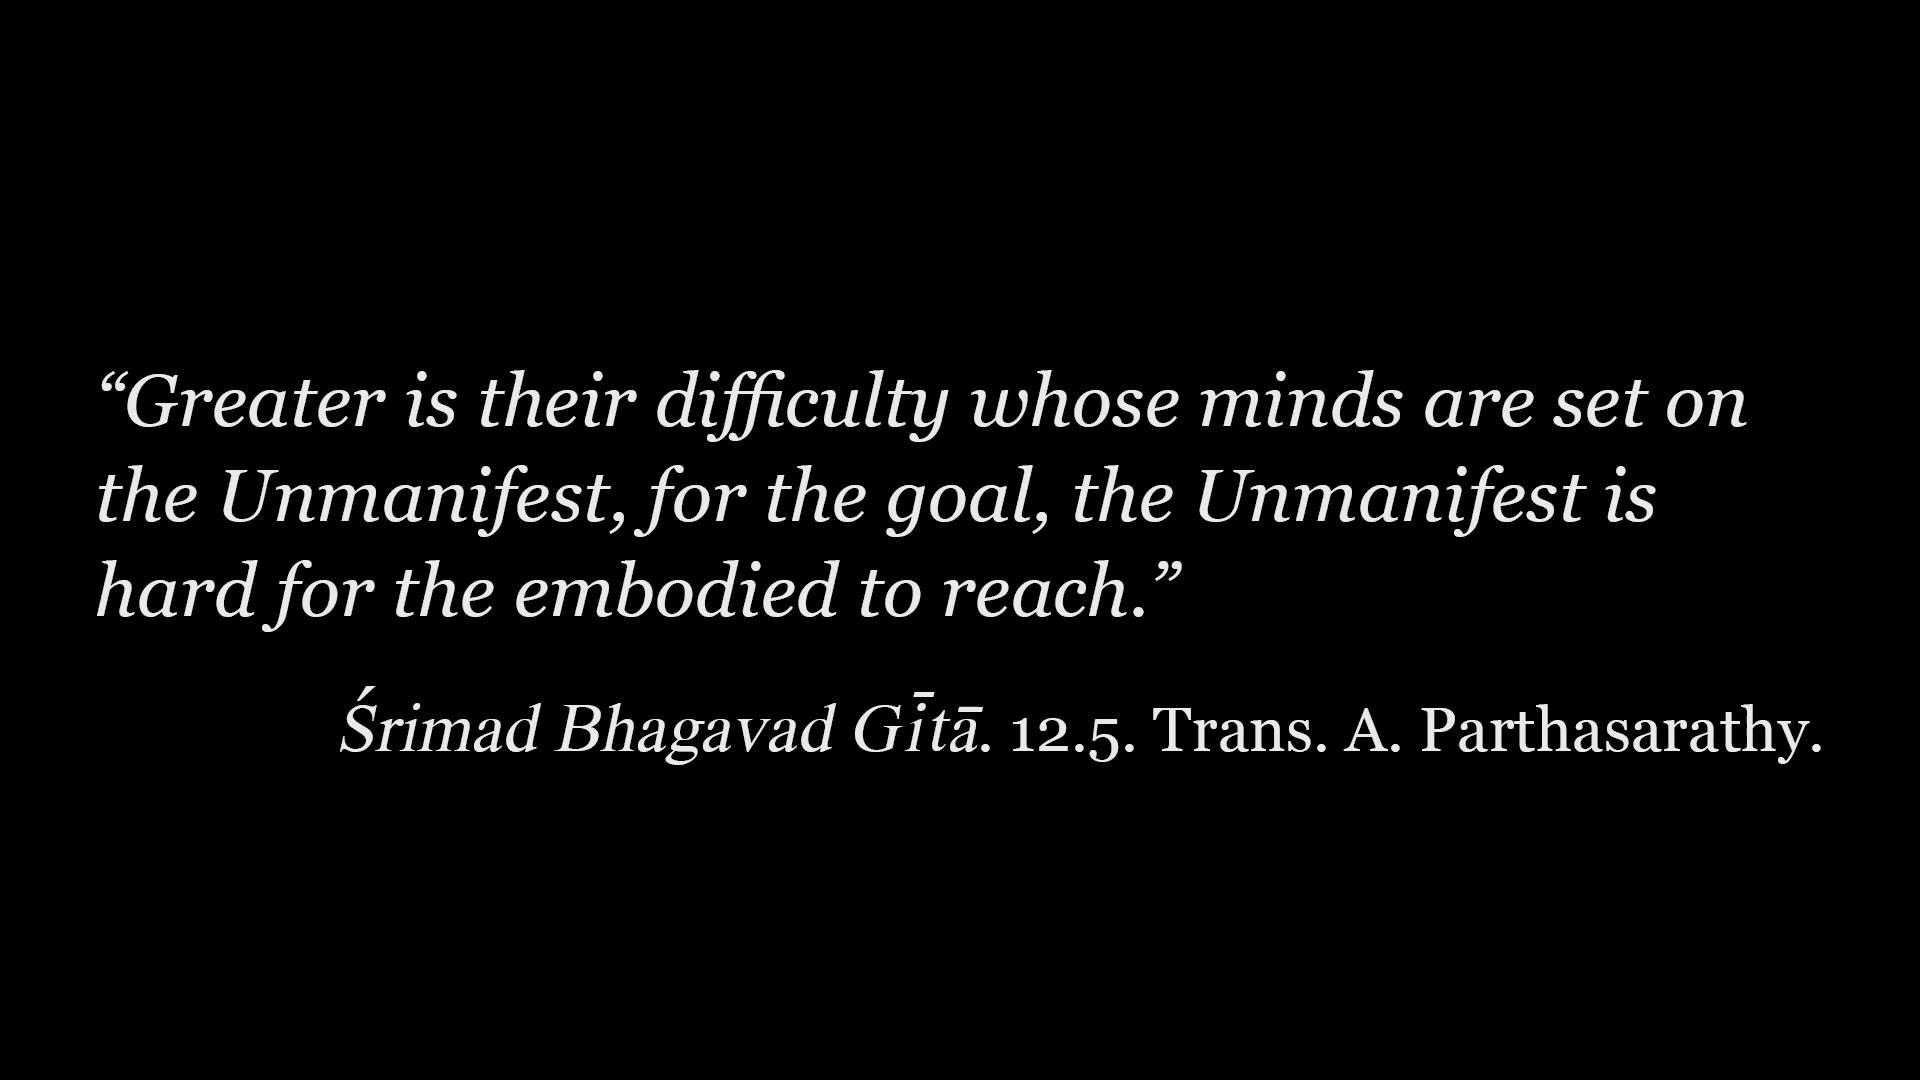 “Greater is their difficulty whose minds are set on
the Unmanifest, for the goal, the Unmanifest is
hard for the embodied to reach.”
Śrimad Bhagavad Gītā. 12.5. Trans. A. Parthasarathy.